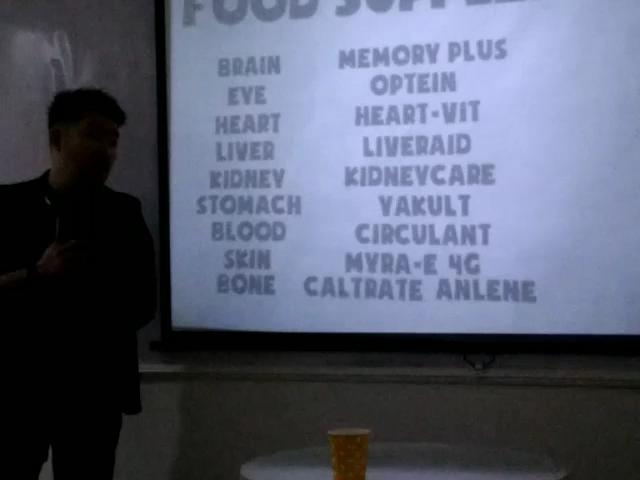 FOOD
BRAIN MEMORY PLUS
EYE OPTEIN
HEART HEART-VIT
LIVER LIVERAID
KIDNEY KIDNEYCARE
STOMACH YAKULT
BLOOD CIRCULANT
SKIN MYRA-E 4G
BONE CALTRATE ANLENE